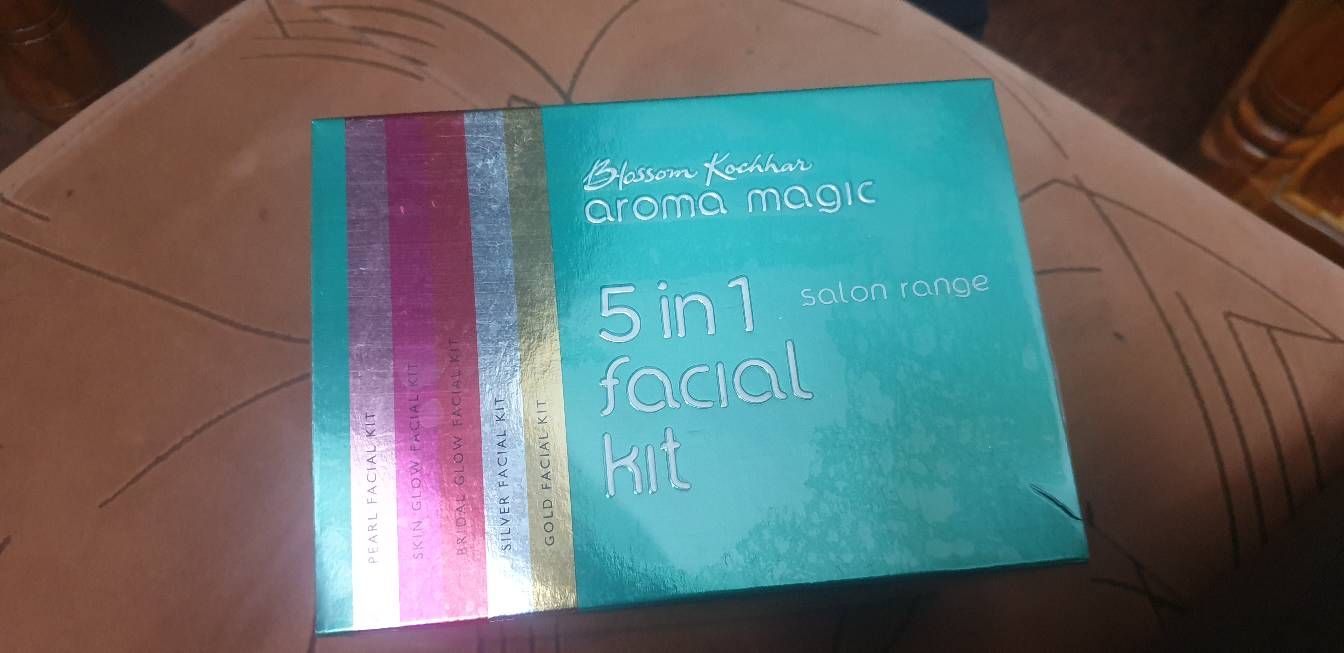 Blossom Kochhar
aroma magic
5 in 1
salon range
facial
kit
PEARL FACIAL KIT
SKIN GLOW FACIAL KIT
BRIDAL GLOW FACIAL KIT
SILVER FACIAL KIT
GOLD FACIAL KIT